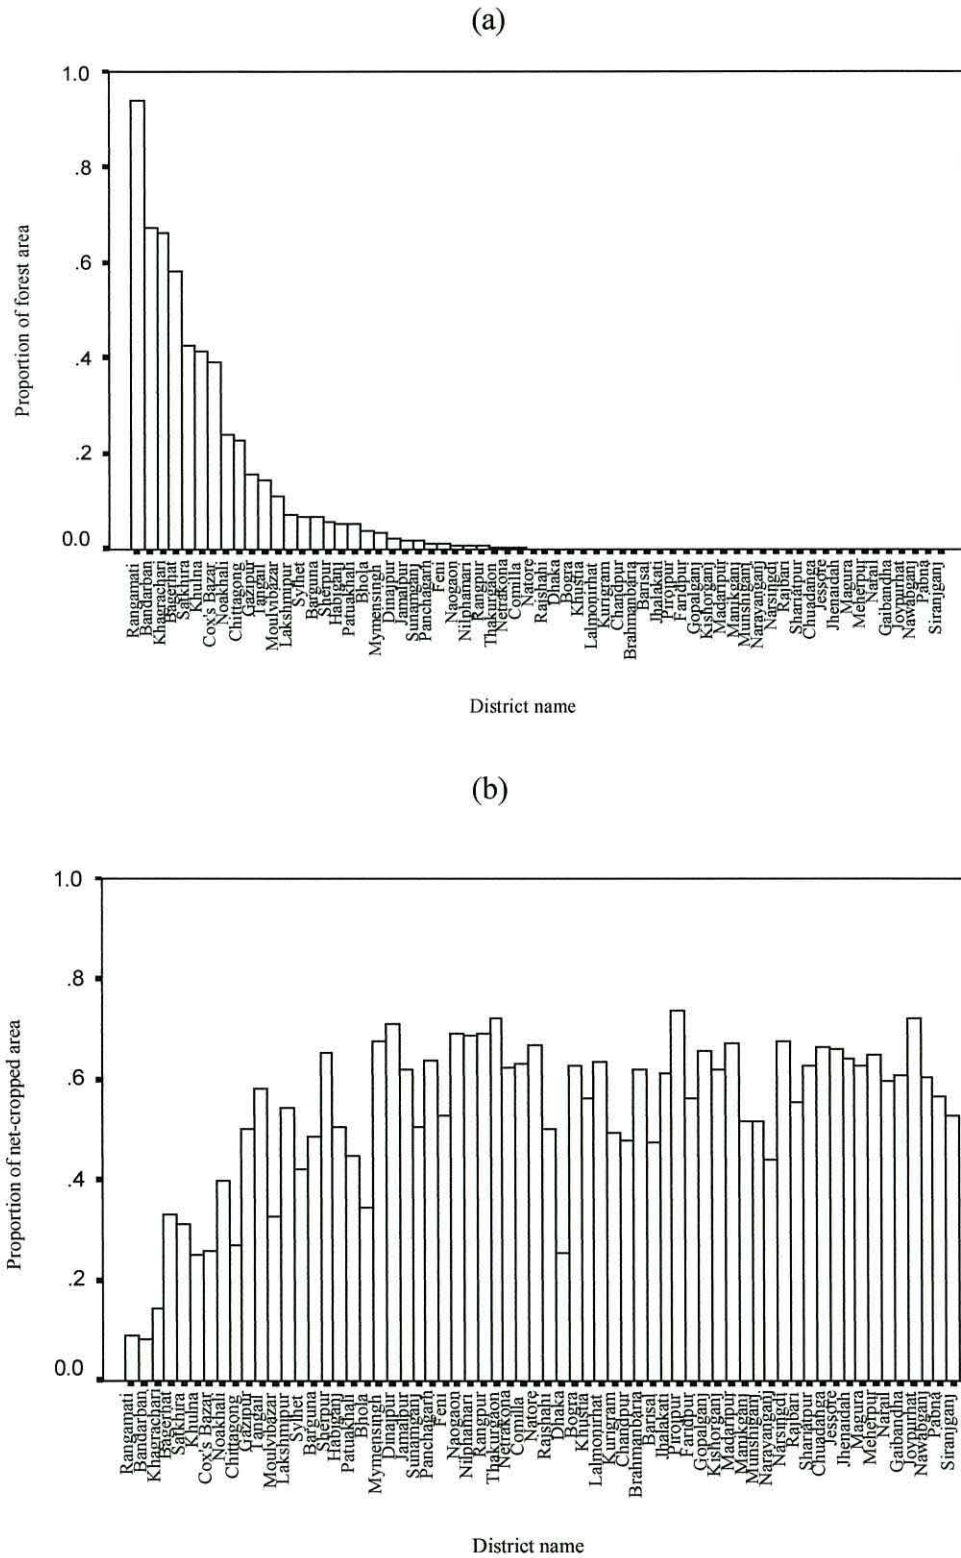 (a)
Proportion of forest area
1.0
.8
.6
.4
.2
0.0
Rangamati
Bandarban
Khagrachari
Bagerhat
Satkhira
Khulna
Cox's Bazar
Noakhali
Chittagong
Gazipur
Tangail
Moulvibazar
Lakshmipur
Sylhet
Barguna
Sherpur
Habiganj
Patuakhali
Bhola
Mymensingh
Dinajpur
Jamalpur
Sunamganj
Panchagarh
Feni
Naogaon
Nilphamari
Rangpur
Thakurgaon
Netrakona
Comilla
Natore
Rajshahi
Dhaka
Bogra
Khustia
Lalmonirhat
Kurigram
Chandpur
Brahmanbaria
Barisal
Jhalakati
Pirojpur
Faridpur
Gopalganj
Kishorganj
Madaripur
Manikganj
Munshiganj
Narayanganj
Narsingdi
Rajbari
Shariatpur
Chuadanga
Jessore
Jhenaidah
Magura
Meherpur
Narail
Gaibandha
Joypurhat
Nawabganj
Pabna
Sirajganj
District name
(b)
Proportion of net-cropped area
1.0
.8
.6
.4
.2
0.0
Rangamati
Bandarban
Khagrachari
Bagerhat
Satkhira
Khulna
Cox's Bazar
Noakhali
Chittagong
Gazipur
Tangail
Moulvibazar
Lakshmipur
Sylhet
Barguna
Sherpur
Habiganj
Patuakhali
Bhola
Mymensingh
Dinajpur
Jamalpur
Sunamganj
Panchagarh
Feni
Naogaon
Nilphamari
Rangpur
Thakurgaon
Netrakona
Comilla
Natore
Rajshahi
Dhaka
Bogra
Khustia
Lalmonirhat
Kurigram
Chandpur
Brahmanbaria
Barisal
Jhalakati
Pirojpur
Faridpur
Gopalganj
Kishorganj
Madaripur
Manikganj
Munshiganj
Narayanganj
Narsingdi
Rajbari
Shariatpur
Chuadanga
Jessore
Jhenaidah
Magura
Meherpur
Narail
Gaibandha
Joypurhat
Nawabganj
Pabna
Sirajganj
District name